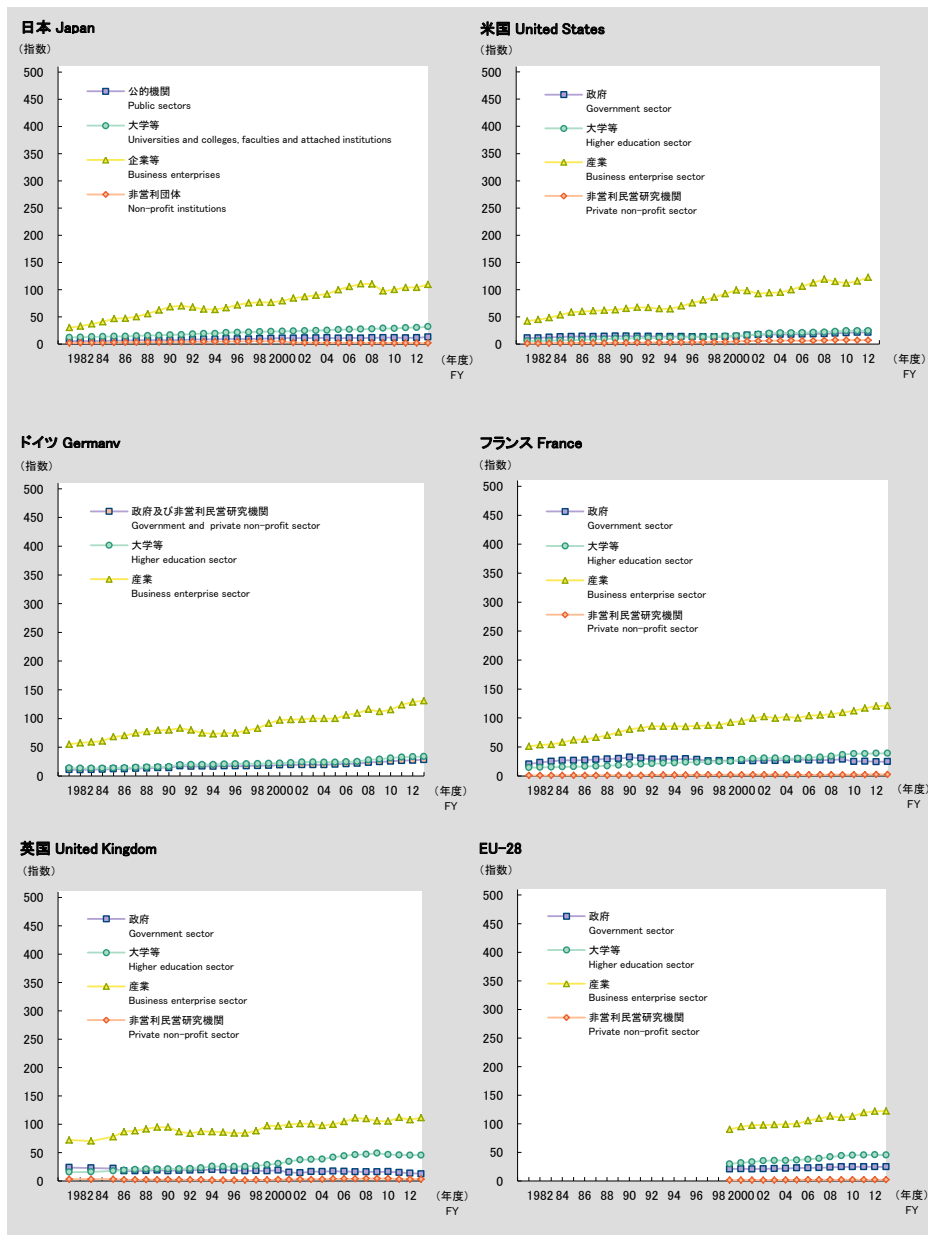 日本 Japan
（指数）
500
450
400
350
300
250
200
150
100
50
0
公的機関
Public sectors
大学等
Universities and colleges, faculties and attached institutions
企業等
Business enterprises
非営利団体
Non-profit institutions
1982 84 86 88 90 92 94 96 98 2000 02 04 06 08 10 12
（年度）
FY
米国 United States
（指数）
500
450
400
350
300
250
200
150
100
50
0
政府
Government sector
大学等
Higher education sector
産業
Business enterprise sector
非営利民営研究機関
Private non-profit sector
1982 84 86 88 90 92 94 96 98 2000 02 04 06 08 10 12
（年度）
FY
ドイツ Germanv
（指数）
500
450
400
350
300
250
200
150
100
50
0
政府及び非営利民営研究機関
Government and private non-profit sector
大学等
Higher education sector
産業
Business enterprise sector
1982 84 86 88 90 92 94 96 98 2000 02 04 06 08 10 12
（年度）
FY
フランス France
（指数）
500
450
400
350
300
250
200
150
100
50
0
政府
Government sector
大学等
Higher education sector
産業
Business enterprise sector
非営利民営研究機関
Private non-profit sector
1982 84 86 88 90 92 94 96 98 2000 02 04 06 08 10 12
（年度）
FY
英国 United Kingdom
（指数）
500
450
400
350
300
250
200
150
100
50
0
政府
Government sector
大学等
Higher education sector
産業
Business enterprise sector
非営利民営研究機関
Private non-profit sector
1982 84 86 88 90 92 94 96 98 2000 02 04 06 08 10 12
（年度）
FY
EU-28
（指数）
500
450
400
350
300
250
200
150
100
50
0
政府
Government sector
大学等
Higher education sector
産業
Business enterprise sector
非営利民営研究機関
Private non-profit sector
1982 84 86 88 90 92 94 96 98 2000 02 04 06 08 10 12
（年度）
FY